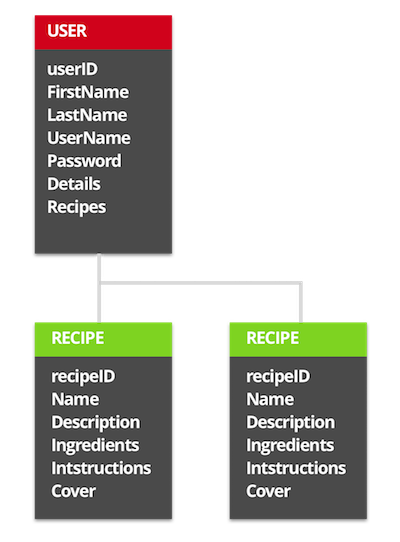 USER
userID
FirstName
LastName
UserName
Password
Details
Recipes
RECIPE
recipeID
Name
Description
Ingredients
Intstructions
Cover
RECIPE
recipeID
Name
Description
Ingredients
Intstructions
Cover